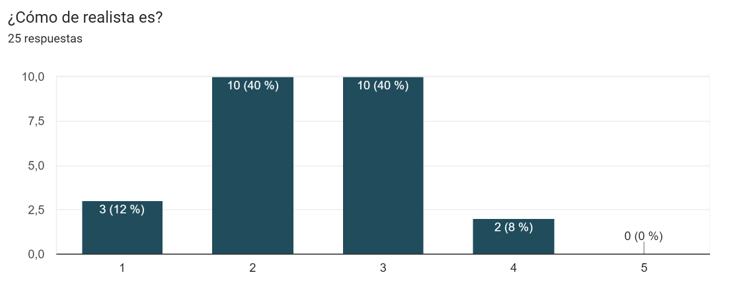 ¿Cómo de realista es?
25 respuestas
10,0
7,5
5,0
2,5
0,0
3 (12 %)
10 (40 %)
10 (40 %)
2 (8 %)
0 (0 %)
1
2
3
4
5